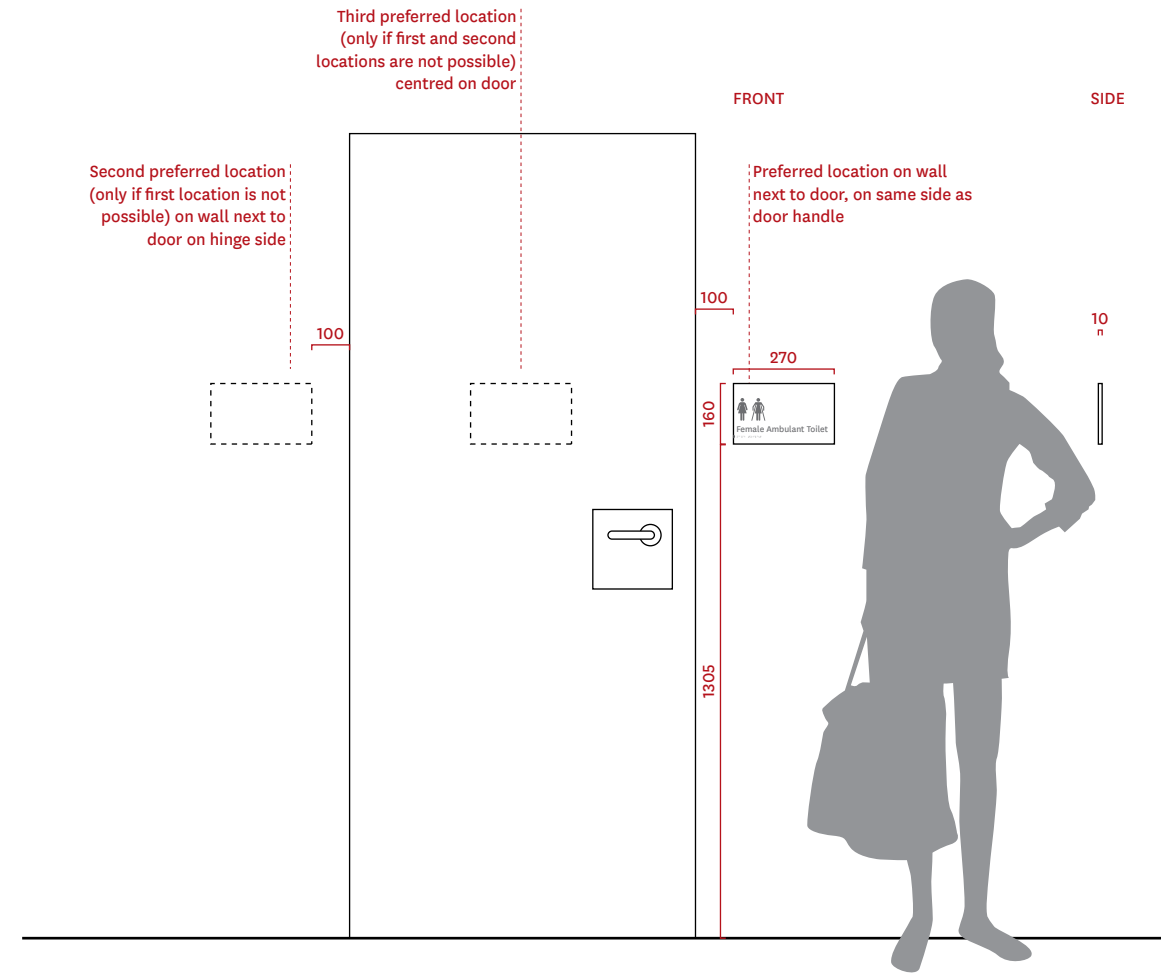 Third preferred location
(only if first and second
locations are not possible)
centred on door
FRONT
SIDE
Second preferred location
(only if first location is not
possible) on wall next to
door on hinge side
Preferred location on wall
next to door, on same side as
door handle
100
10
100
270
160
Female Ambulant Toilet
1305